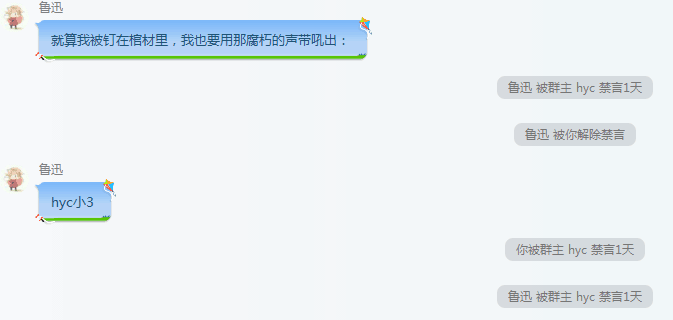 鲁迅
就算我被钉在棺材里，我也要用那腐朽的声带吼出：
鲁迅 被群主 hyc 禁言1天
鲁迅 被你解除禁言
鲁迅
hyc小3
你被群主 hyc 禁言1天
鲁迅 被群主 hyc 禁言1天